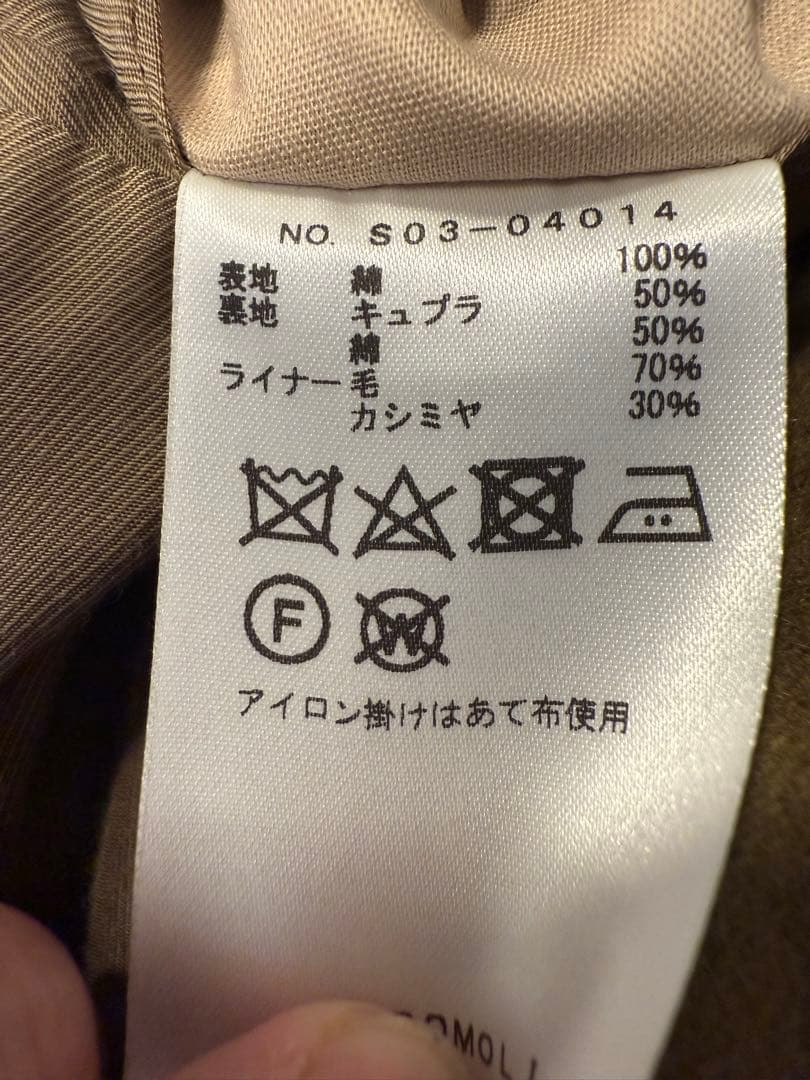 NO. S03-04014
表地 綿 100%
裏地 キュプラ 50%
綿 50%
ライナー 毛 70%
カシミヤ 30%
F
W
アイロン掛けはあて布使用